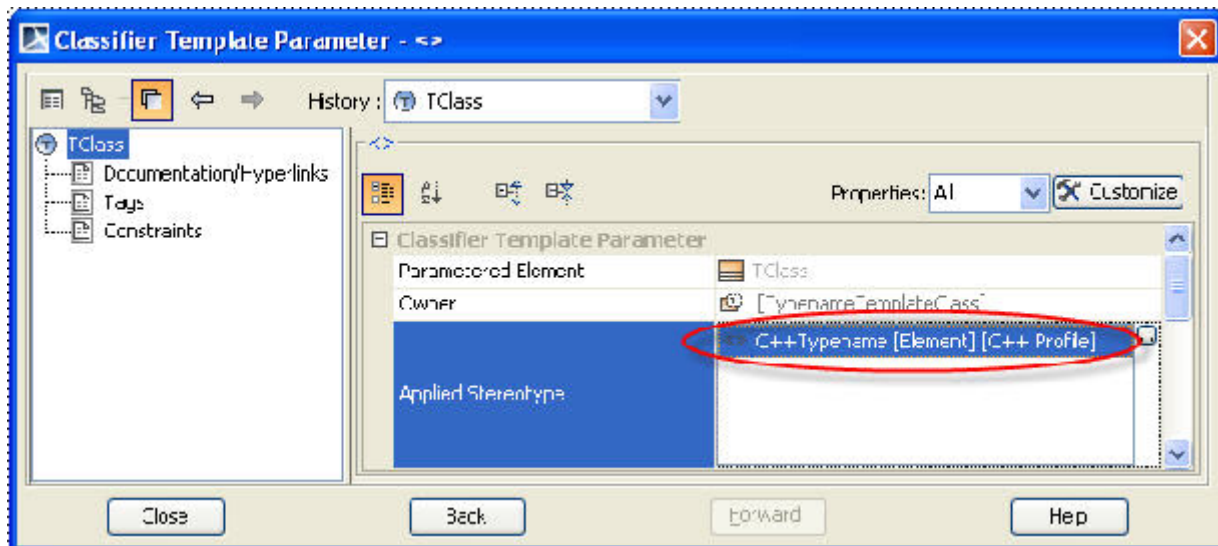 Classifier Template Parameter - <>
History : TClass
TClass
Documentation/Hyperlinks
Tags
Constraints
<>
Properties: All Customize
Classifier Template Parameter
Parametered Element TClass
Owner [TypenameTemplateClass]
Applied Stereotype C++Typename [Element] [C++ Profile]
Close Back Forward Help